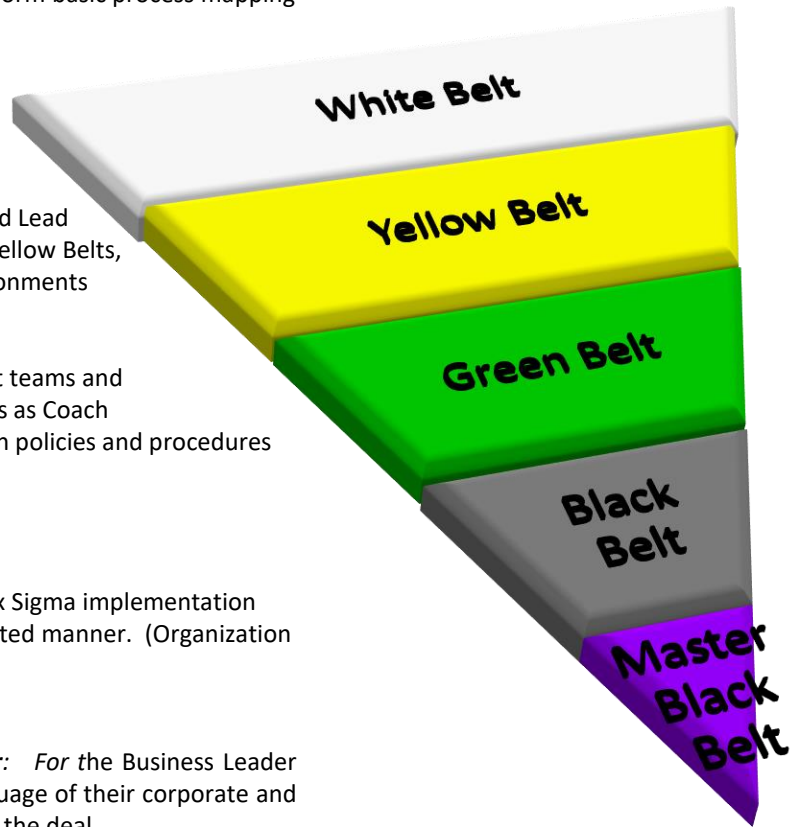 form basic process mapping
White Belt
Yellow Belt
d Lead
ellow Belts,
onments
Green Belt
t teams and
s as Coach
n policies and procedures
Black
Belt
x Sigma implementation
ted manner. (Organization
Master
Black
Belt
r: For the Business Leader
uage of their corporate and
the deal